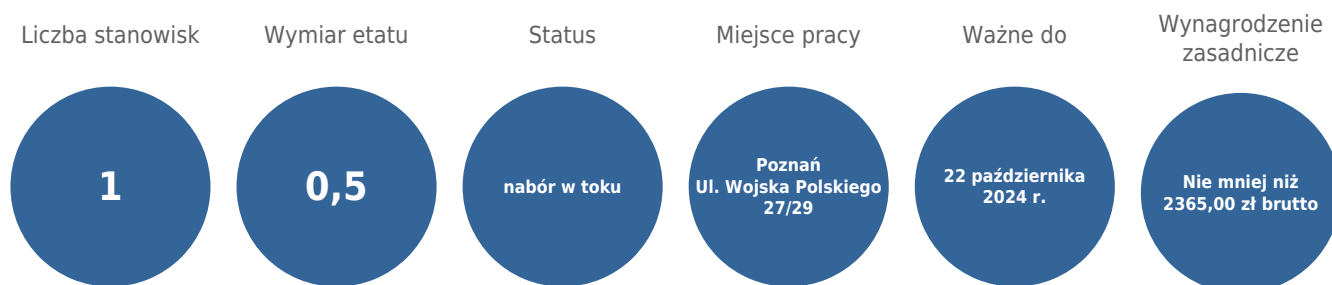 Liczba stanowisk
Wymiar etatu
Status
Miejsce pracy
Ważne do
Wynagrodzenie
zasadnicze
1
0,5
nabór w toku
Poznań
Ul. Wojska Polskiego
27/29
22 października
2024 r.
Nie mniej niż
2365,00 zł brutto